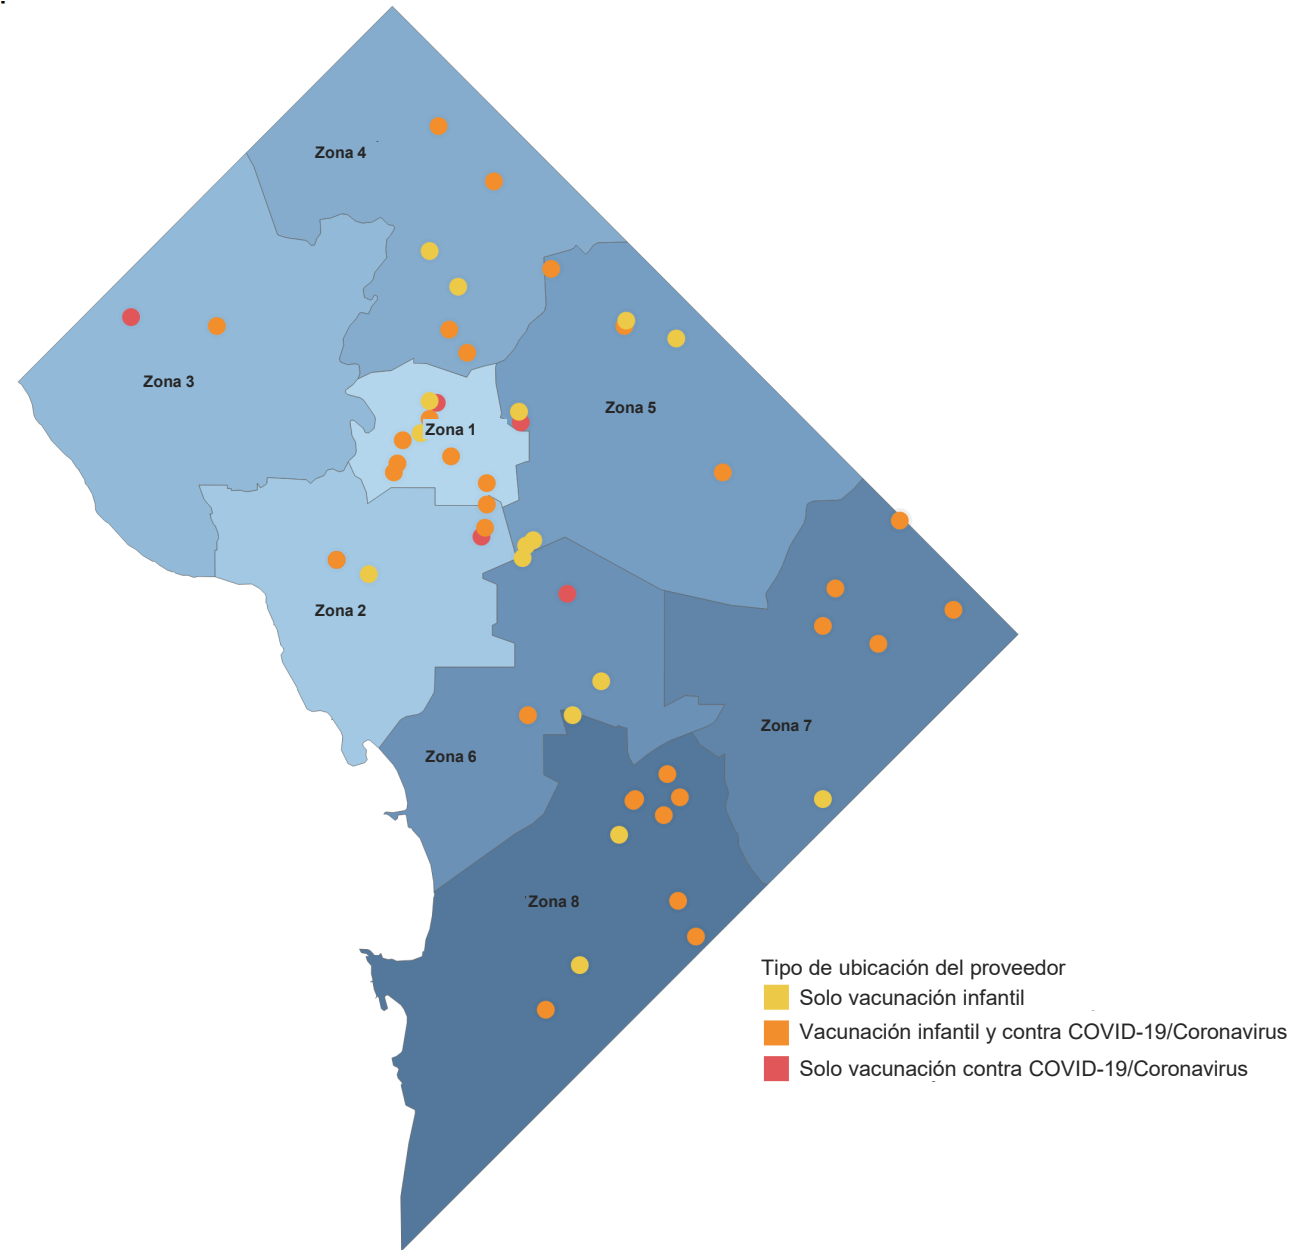 Zona 4
Zona 3
Zona 5
Zona 1
Zona 2
Zona 7
Zona 6
Zona 8
Tipo de ubicación del proveedor
Solo vacunación infantil
Vacunación infantil y contra COVID-19/Coronavirus
Solo vacunación contra COVID-19/Coronavirus